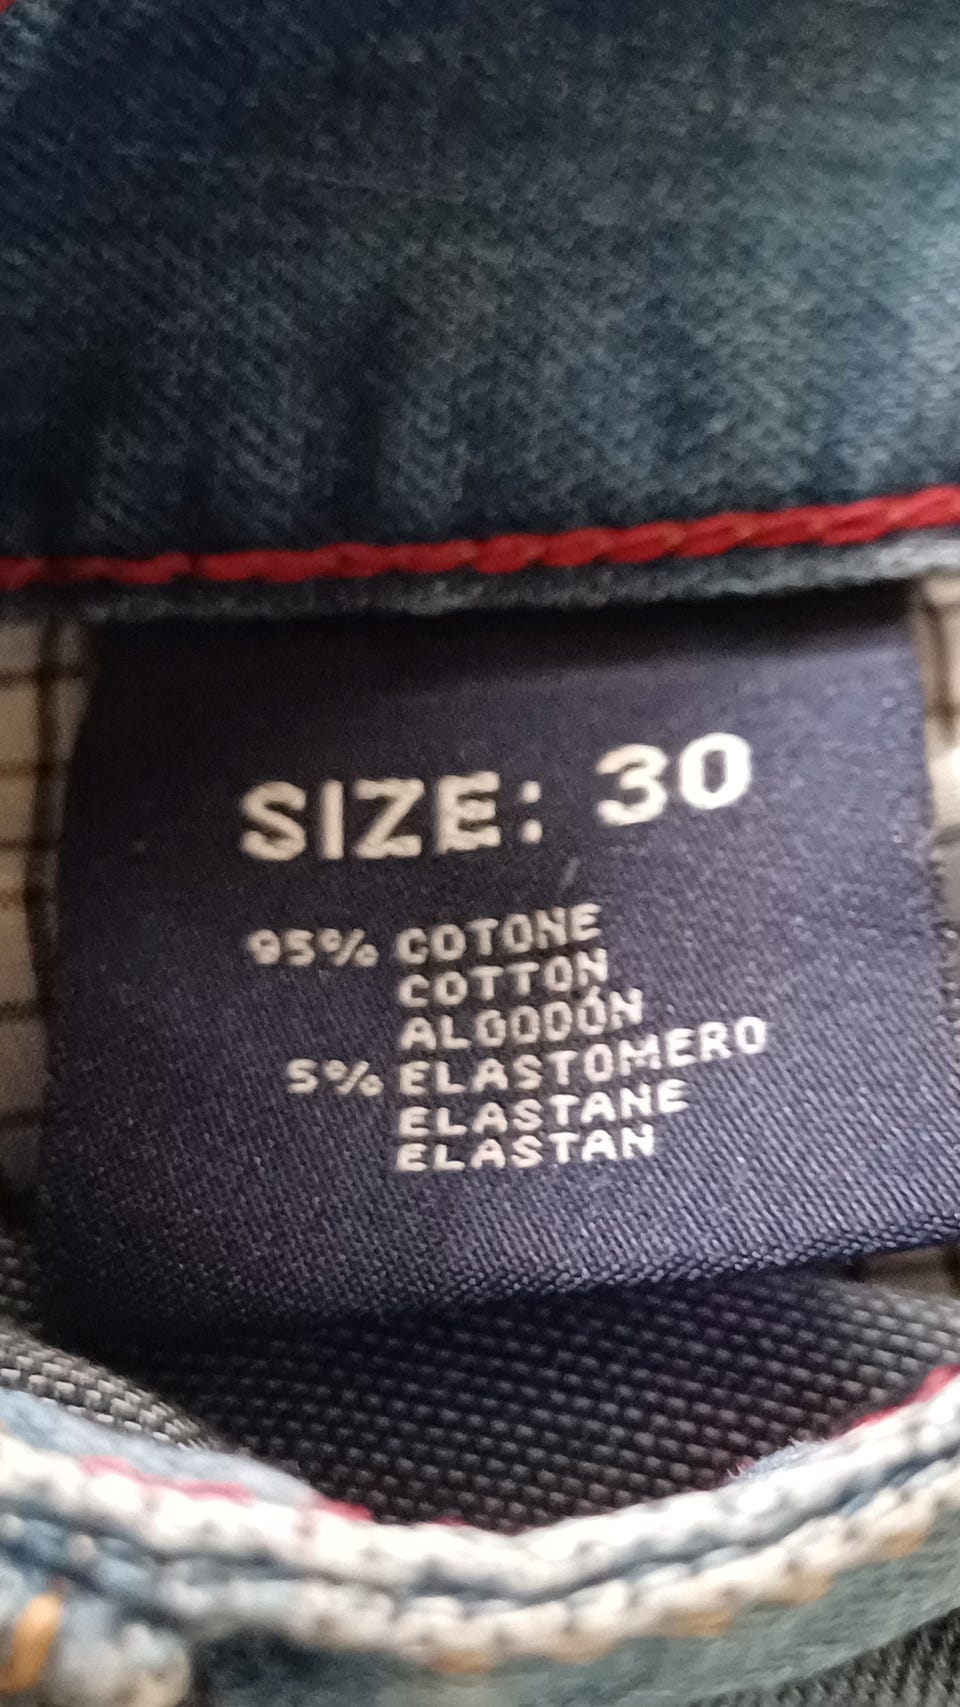 SIZE: 30
95% COTONE
COTTON
ALGODÓN
5% ELASTOMERO
ELASTANE
ELASTAN